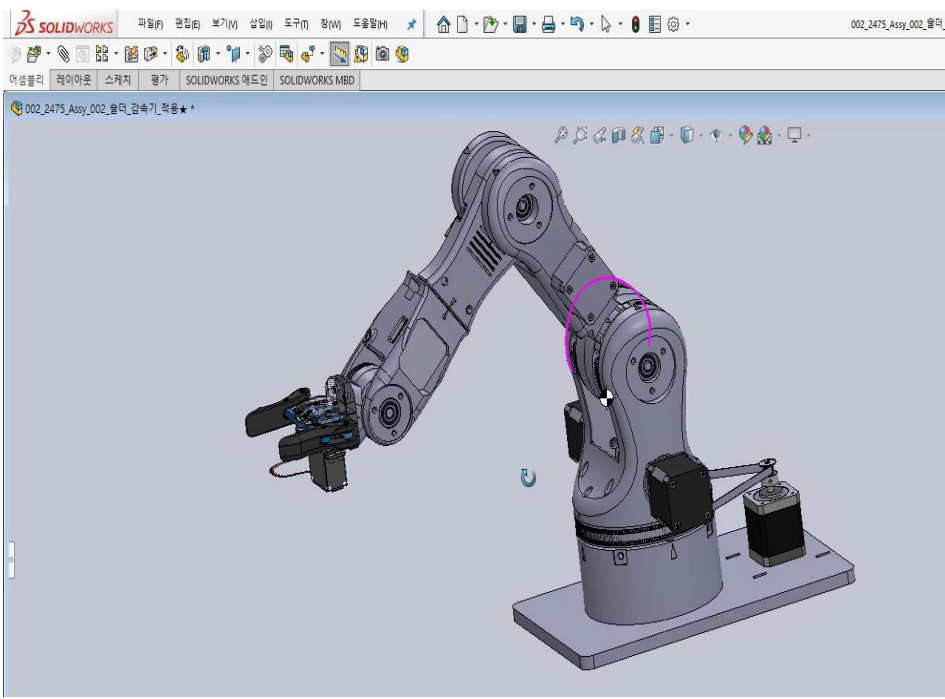 SOLIDWORKS 파일(F) 편집(E) 보기(V) 삽입(I) 도구(T) 창(W) 도움말(H) 002_2475_Assy_002_숄더_
어셈블리 레이아웃 스케치 평가 SOLIDWORKS 애드인 SOLIDWORKS MBD
002_2475_Assy_002_숄더_감속기_적용★ *